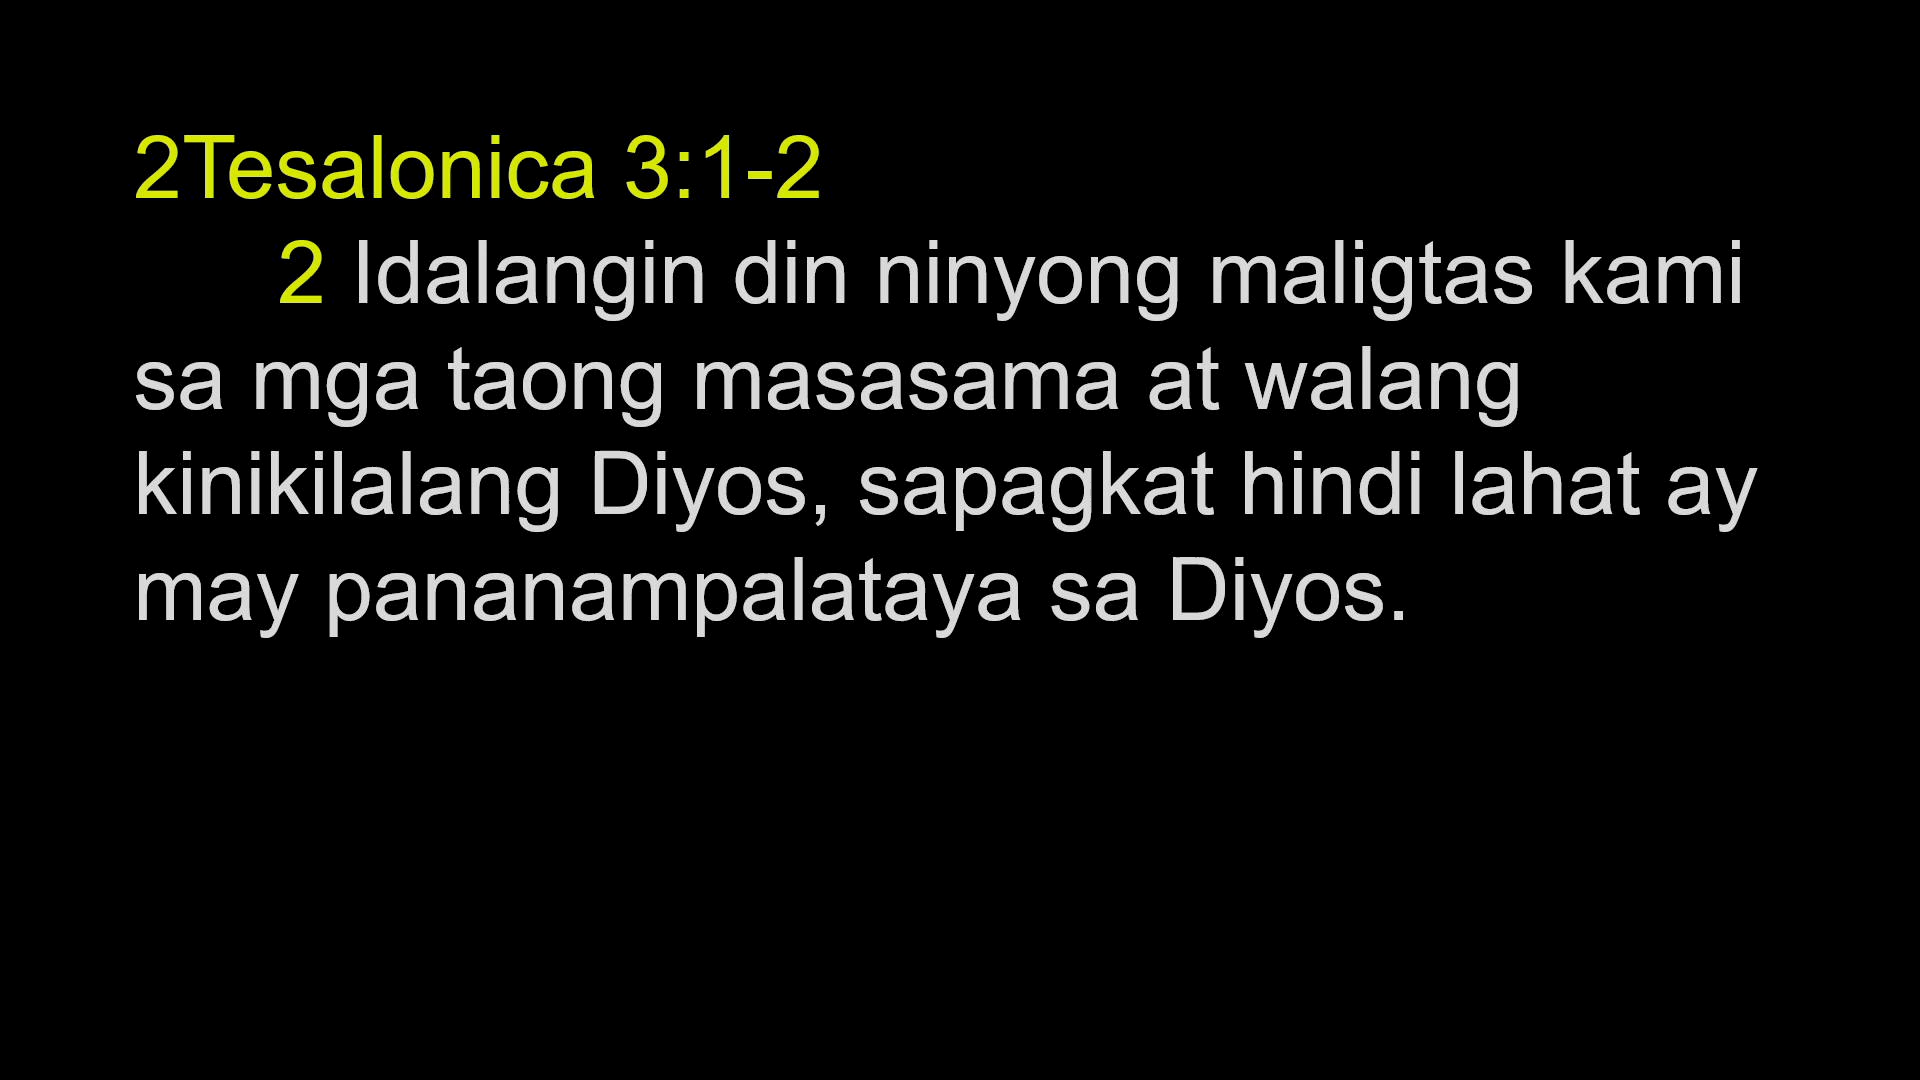 2Tesalonica 3:1-2
2 Idalangin din ninyong maligtas kami
sa mga taong masasama at walang
kinikilalang Diyos, sapagkat hindi lahat ay
may pananampalataya sa Diyos.